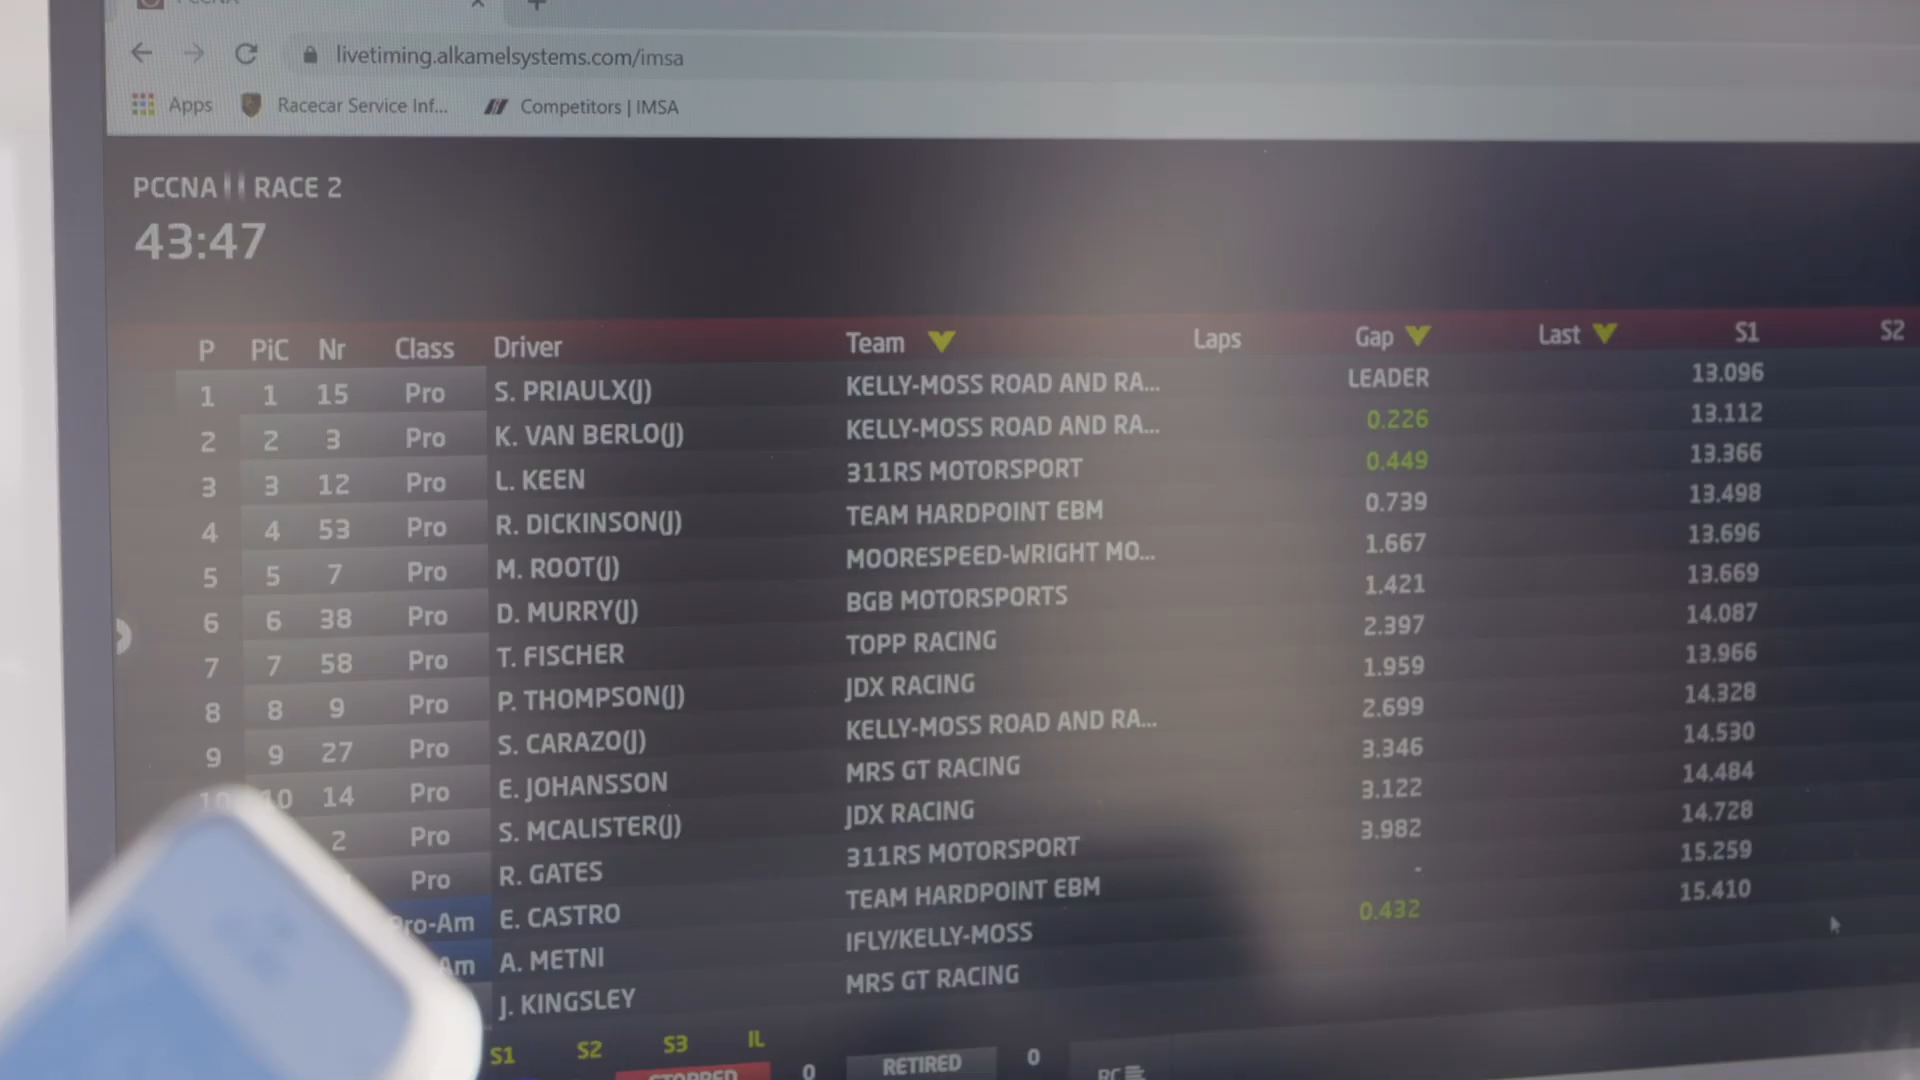 livetiming.alkamelsystems.com/imsa
Apps Racecar Service Inf... Competitors | IMSA
PCCNA RACE 2
43:47
P PiC Nr Class Driver Team Laps Gap Last S1 S2
1 1 15 Pro S. PRIAULX(J) KELLY-MOSS ROAD AND RA... LEADER 13.096
2 2 3 Pro K. VAN BERLO(J) KELLY-MOSS ROAD AND RA... 0.226 13.112
3 3 12 Pro L. KEEN 311RS MOTORSPORT 0.449 13.366
4 4 53 Pro R. DICKINSON(J) TEAM HARDPOINT EBM 0.739 13.498
5 5 7 Pro M. ROOT(J) MOORESPEED-WRIGHT MO... 1.667 13.696
6 6 38 Pro D. MURRY(J) BGB MOTORSPORTS 1.421 13.669
7 7 58 Pro T. FISCHER TOPP RACING 2.397 14.087
8 8 9 Pro P. THOMPSON(J) JDX RACING 1.959 13.966
9 9 27 Pro S. CARAZO(J) KELLY-MOSS ROAD AND RA... 2.699 14.328
10 10 14 Pro E. JOHANSSON MRS GT RACING 3.346 14.530
2 Pro S. MCALISTER(J) JDX RACING 3.122 14.484
Pro R. GATES 311RS MOTORSPORT 3.982 14.728
Pro-Am E. CASTRO TEAM HARDPOINT EBM - 15.259
Am A. METNI IFLY/KELLY-MOSS 0.432 15.410
J. KINGSLEY MRS GT RACING
S1 S2 S3 IL
STOPPED 0 RETIRED 0 RC